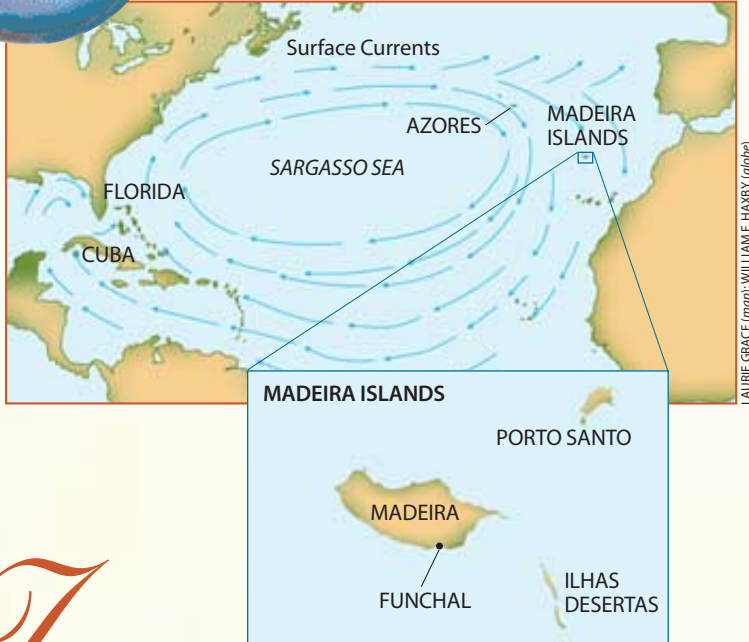 Surface Currents
AZORES
MADEIRA
ISLANDS
SARGASSO SEA
FLORIDA
CUBA
LAURIE GRACE (map); WILLIAM F. HAXBY (globe)
MADEIRA ISLANDS
PORTO SANTO
MADEIRA
FUNCHAL
ILHAS
DESERTAS